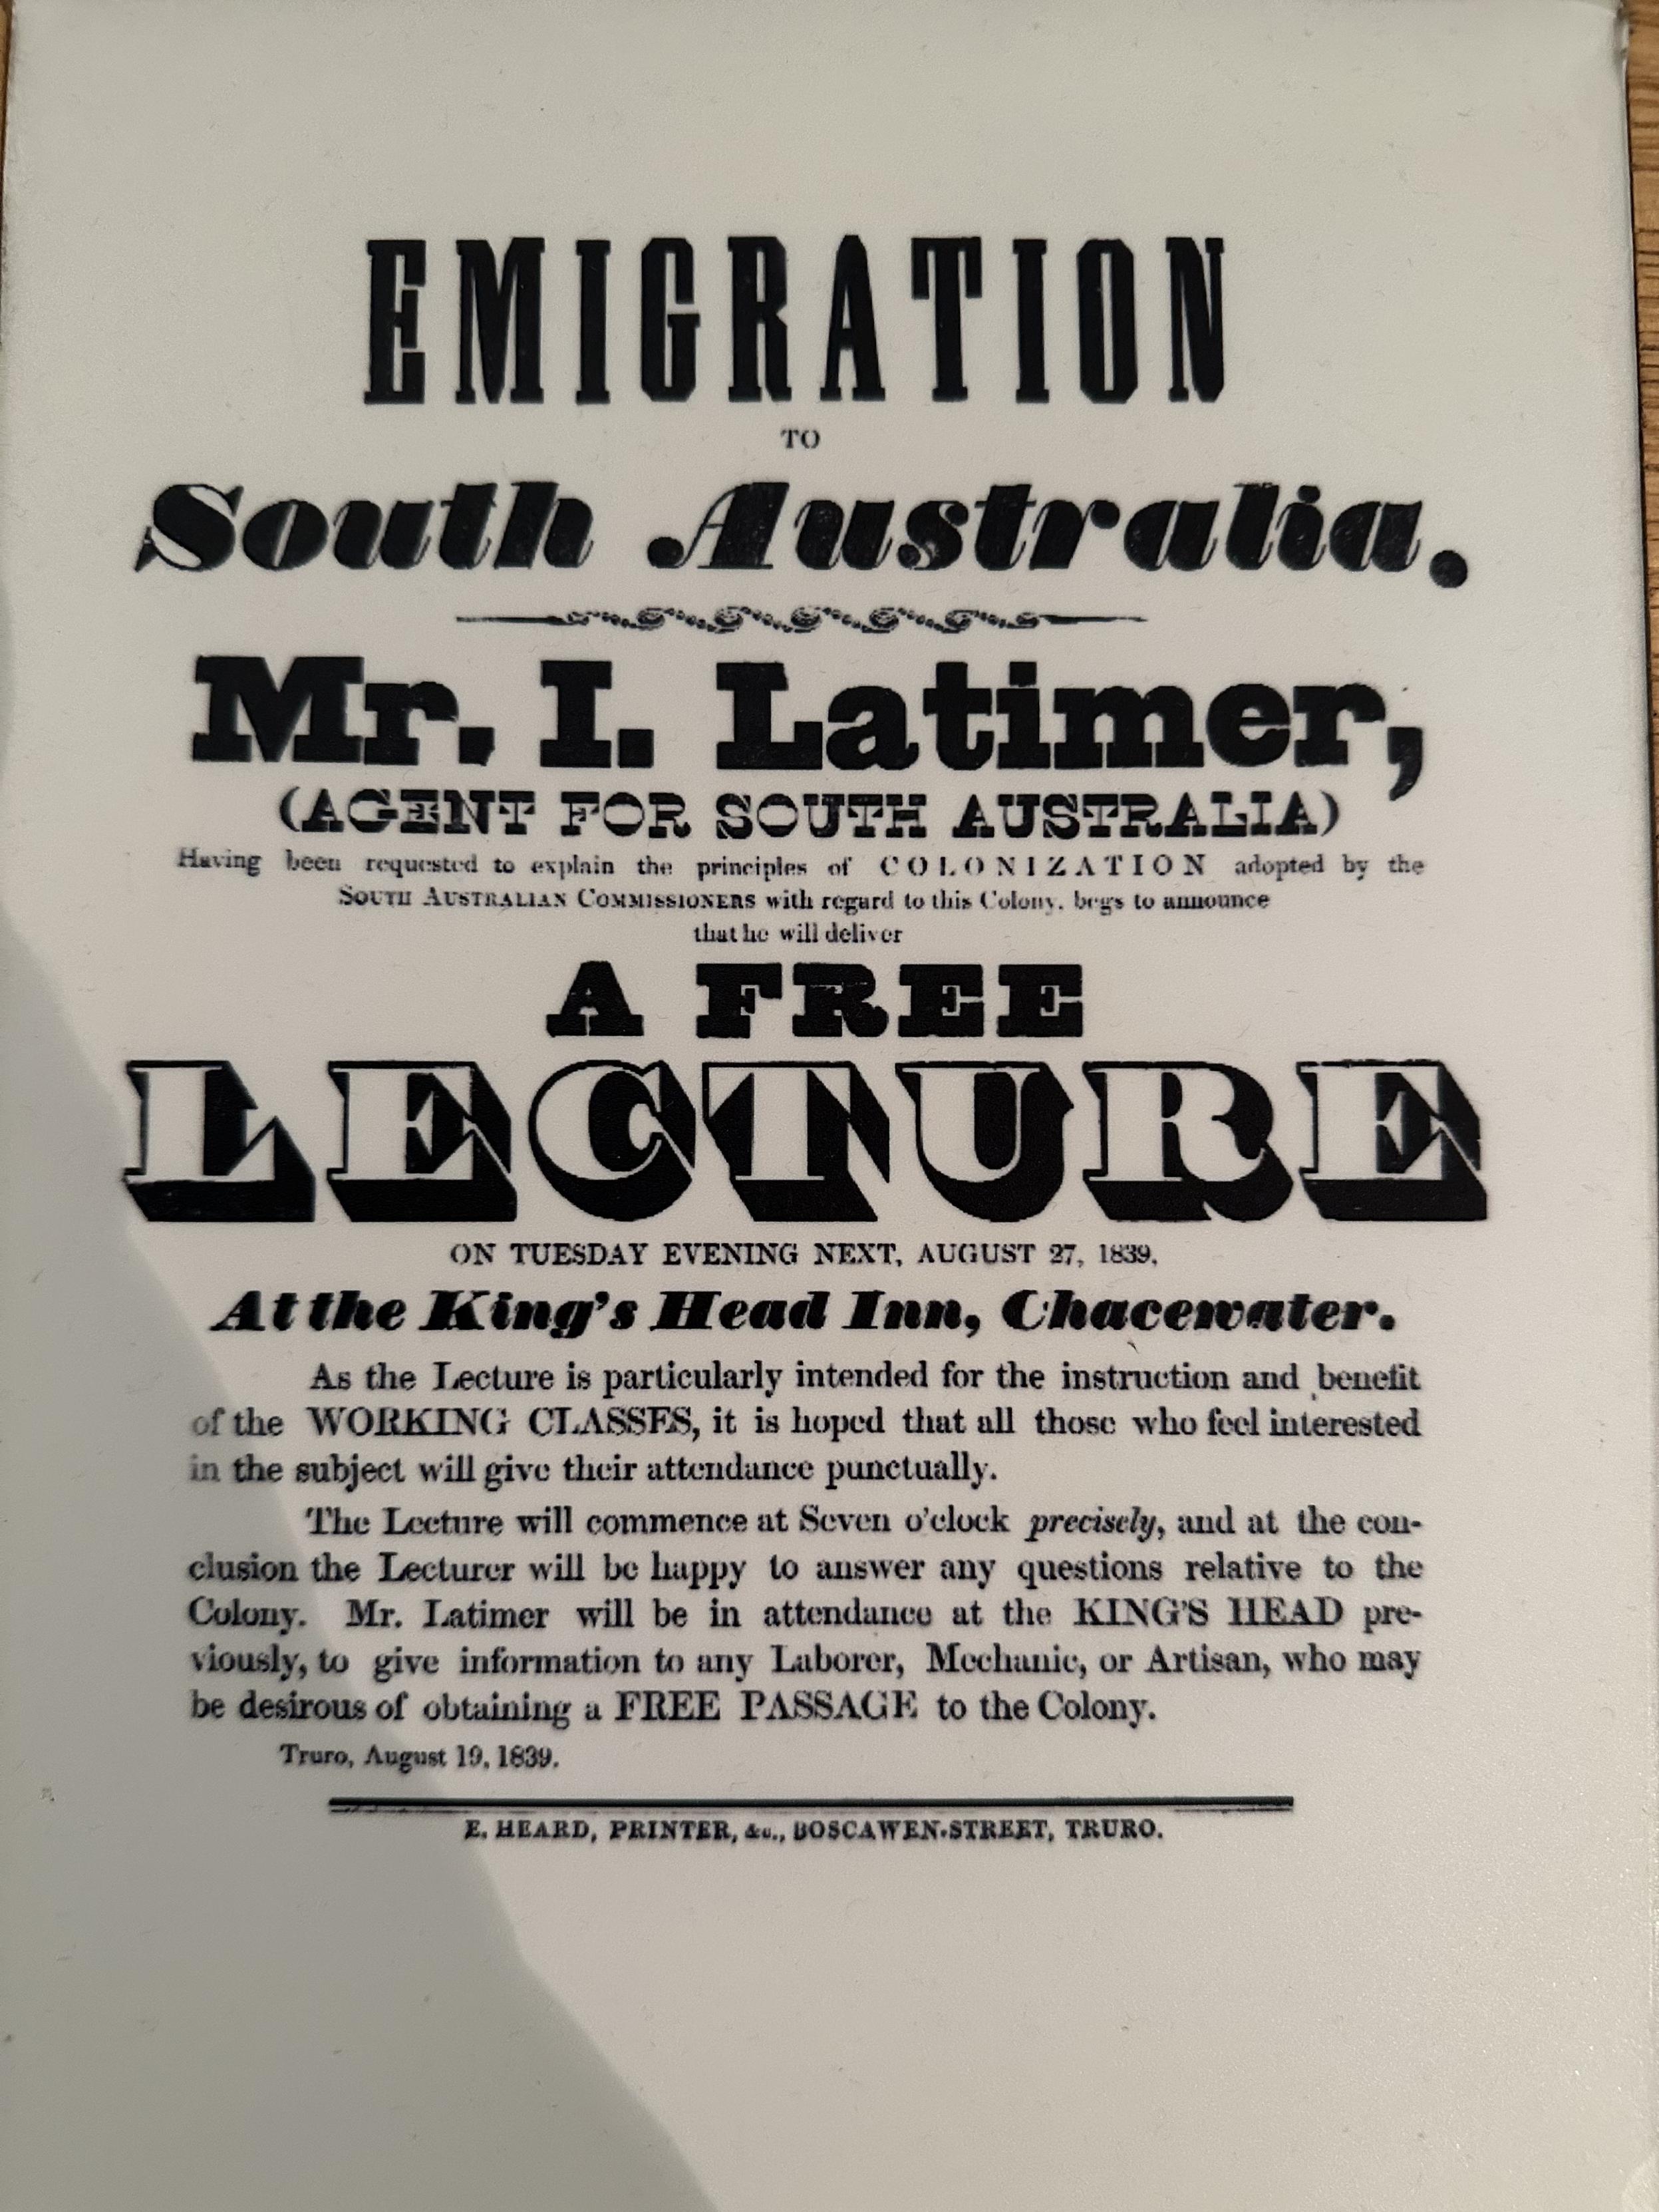 EMIGRATION
TO
South Australia.
Mr. I. Latimer,
(AGENT FOR SOUTH AUSTRALIA)
Having been requested to explain the principles of COLONIZATION adopted by the
SOUTH AUSTRALIAN COMMISSIONERS with regard to this Colony, begs to announce
that he will deliver
A FREE
LECTURE
ON TUESDAY EVENING NEXT, AUGUST 27, 1839,
At the King's Head Inn, Chacewater.
As the Lecture is particularly intended for the instruction and benefit
of the WORKING CLASSES, it is hoped that all those who feel interested
in the subject will give their attendance punctually.
The Lecture will commence at Seven o'clock precisely, and at the con-
clusion the Lecturer will be happy to answer any questions relative to the
Colony. Mr. Latimer will be in attendance at the KING'S HEAD pre-
viously, to give information to any Laborer, Mechanic, or Artisan, who may
be desirous of obtaining a FREE PASSAGE to the Colony.
Truro, August 19, 1839.
E. HEARD, PRINTER, &c., BOSCAWEN-STREET, TRURO.